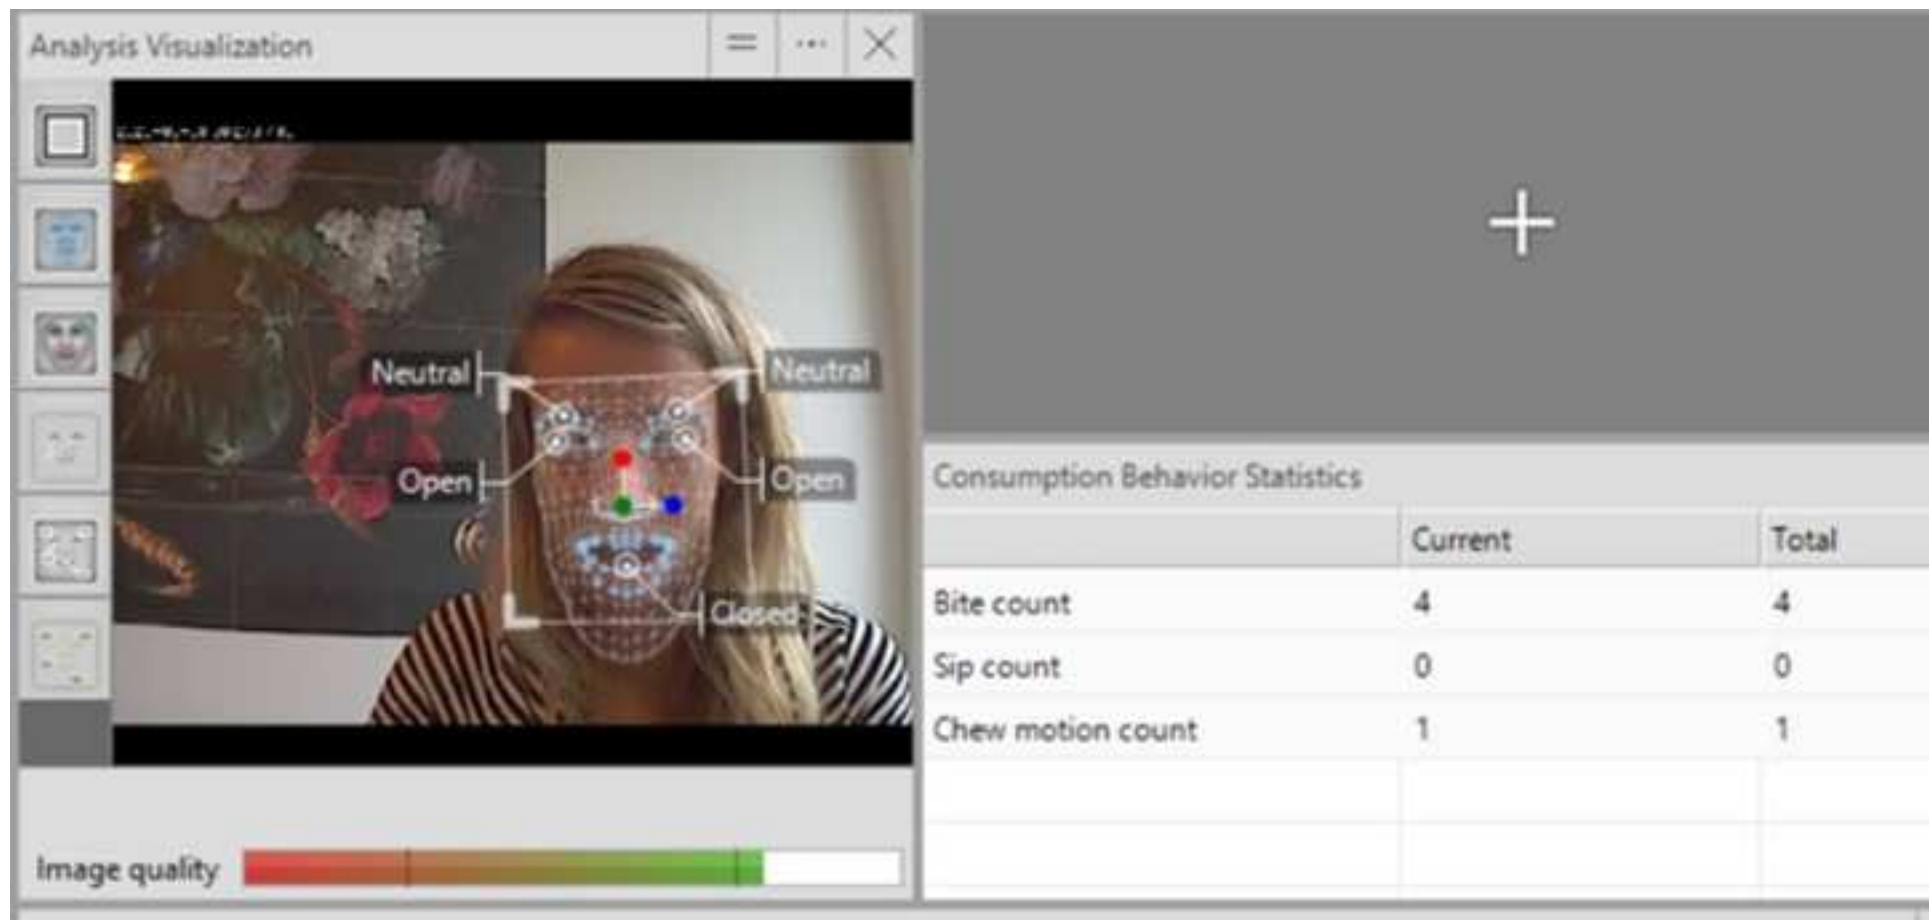 Analysis Visualization
Neutral
Neutral
Open
Open
Closed
Image quality
Consumption Behavior Statistics
Current Total
Bite count 4 4
Sip count 0 0
Chew motion count 1 1